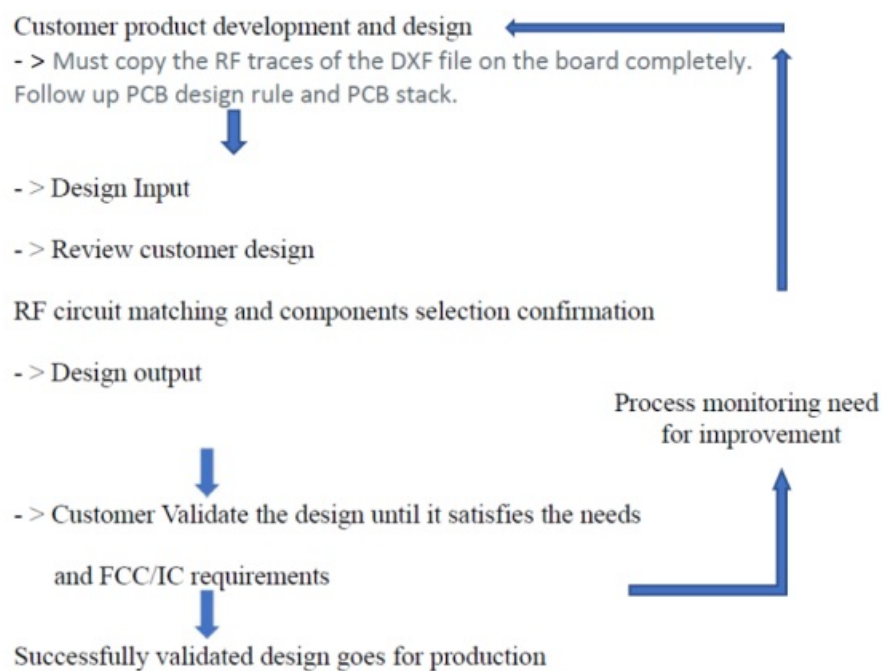 Customer product development and design
- > Must copy the RF traces of the DXF file on the board completely.
Follow up PCB design rule and PCB stack.
- > Design Input
- > Review customer design
RF circuit matching and components selection confirmation
- > Design output
Process monitoring need
for improvement
- > Customer Validate the design until it satisfies the needs
and FCC/IC requirements
Successfully validated design goes for production